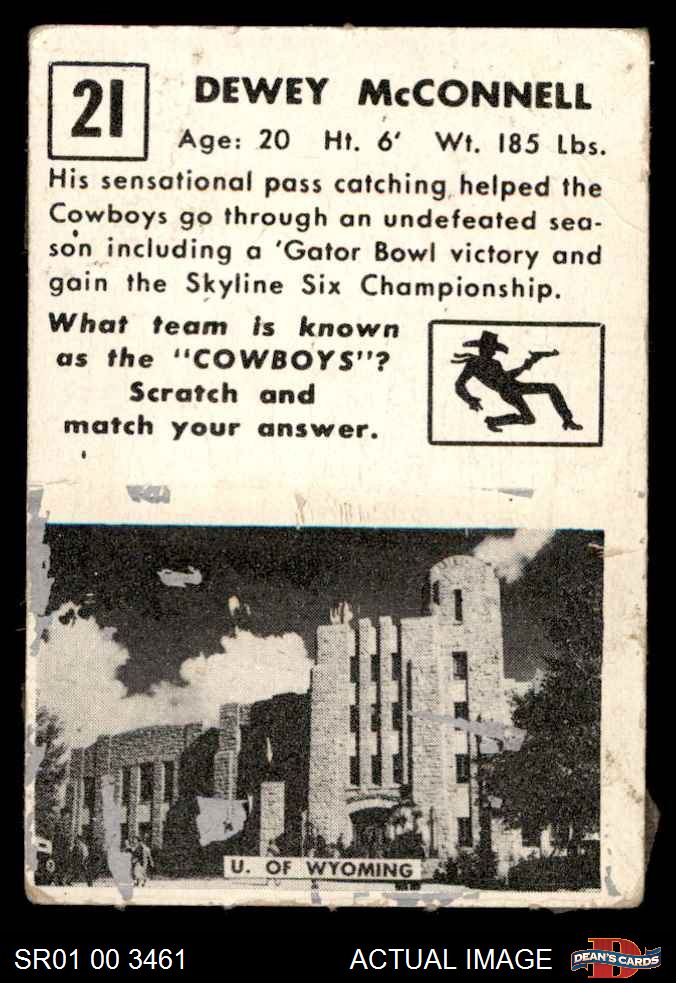 21
DEWEY McCONNELL
Age: 20 Ht. 6' Wt. 185 Lbs.
His sensational pass catching helped the
Cowboys go through an undefeated sea-
son including a 'Gator Bowl victory and
gain the Skyline Six Championship.
What team is known
as the "COWBOYS"?
Scratch and
match your answer.
U. OF WYOMING
SR01 00 3461
ACTUAL IMAGE
D
DEAN'S CARDS